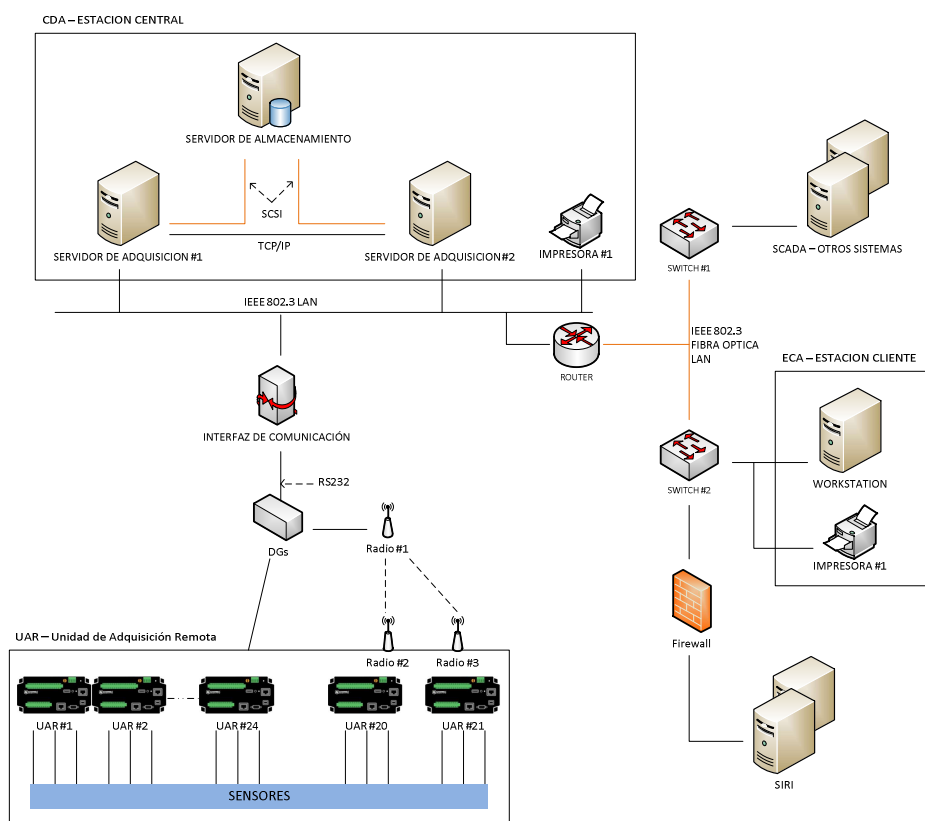 CDA – ESTACION CENTRAL
SERVIDOR DE ALMACENAMIENTO
SCSI
TCP/IP
SERVIDOR DE ADQUISICION #1
SERVIDOR DE ADQUISICION #2
IMPRESORA #1
SWITCH #1
SCADA – OTROS SISTEMAS
IEEE 802.3 LAN
ROUTER
IEEE 802.3
FIBRA OPTICA
LAN
ECA – ESTACION CLIENTE
INTERFAZ DE COMUNICACIÓN
SWITCH #2
WORKSTATION
RS232
DGs
Radio #1
IMPRESORA #1
UAR – Unidad de Adquisición Remota
Firewall
Radio #2
Radio #3
UAR #1
UAR #2
UAR #24
UAR #20
UAR #21
SENSORES
SIRI